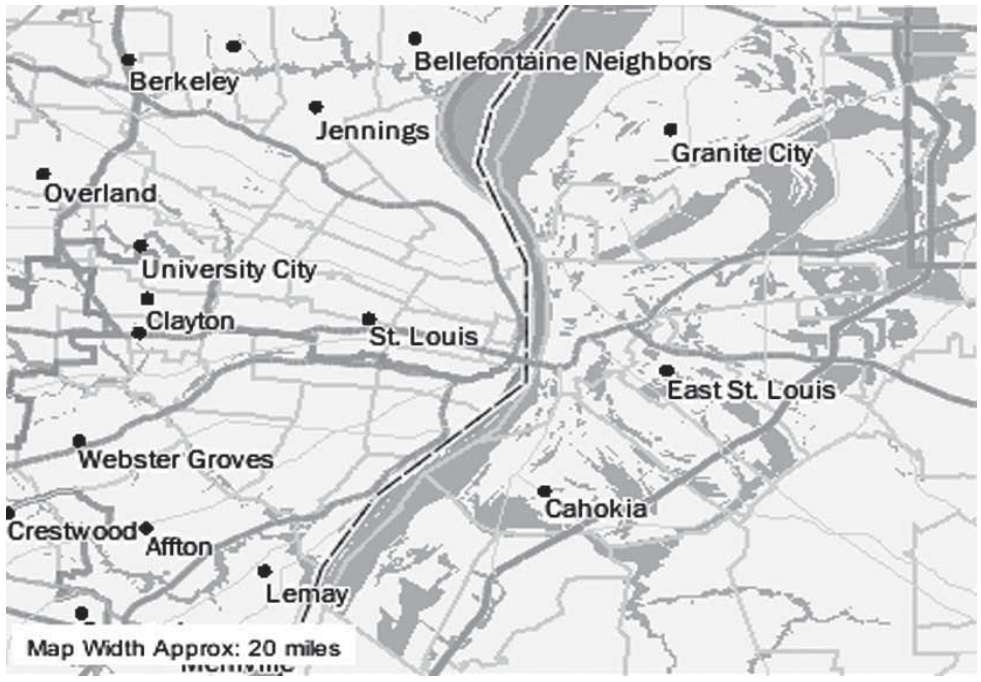 Bellefontaine Neighbors
Berkeley
Jennings
Granite City
Overland
University City
Clayton
St. Louis
East St. Louis
Webster Groves
Cahokia
Crestwood
Affton
Lemay
Map Width Approx: 20 miles